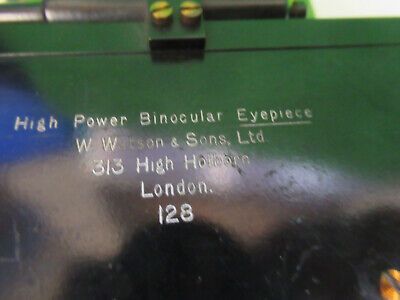 High Power Binocular Eyepiece
W. Watson & Sons, Ltd.
313 High Holborn
London.
128